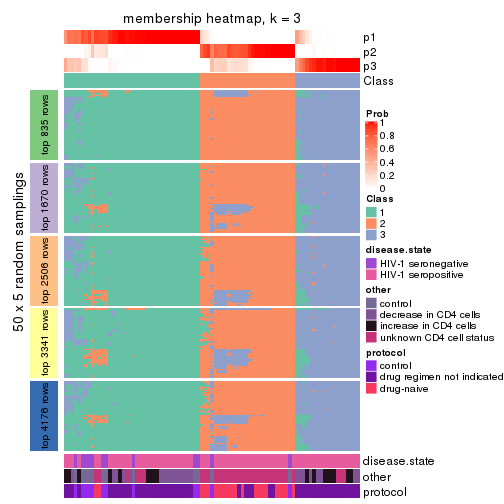 membership heatmap, k = 3
p1
p2
p3
Class
50 x 5 random samplings
top 835 rows
top 1670 rows
top 2506 rows
top 3341 rows
top 4176 rows
disease.state
other
protocol
Prob
1
0.8
0.6
0.4
0.2
0
Class
1
2
3
disease.state
HIV-1 seronegative
HIV-1 seropositive
other
control
decrease in CD4 cells
increase in CD4 cells
unknown CD4 cell status
protocol
control
drug regimen not indicated
drug-naive